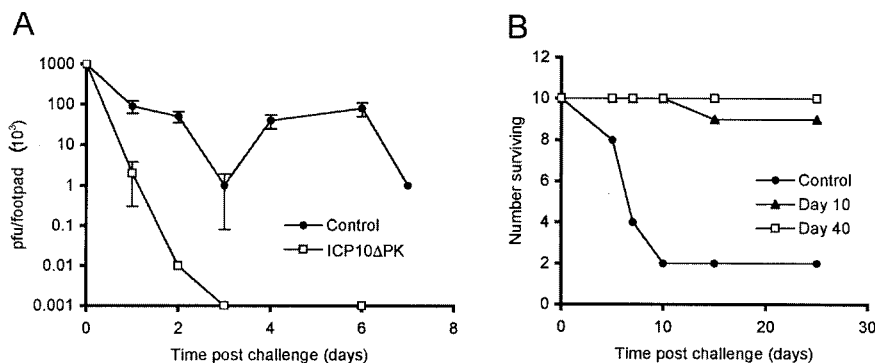 A
pfu/footpad (10³)
1000
100
10
1
0.1
0.01
0.001
Control
ICP10ΔPK
0 2 4 6 8
Time post challenge (days)
B
Number surviving
12
10
8
6
4
2
0
Control
Day 10
Day 40
0 10 20 30
Time post challenge (days)